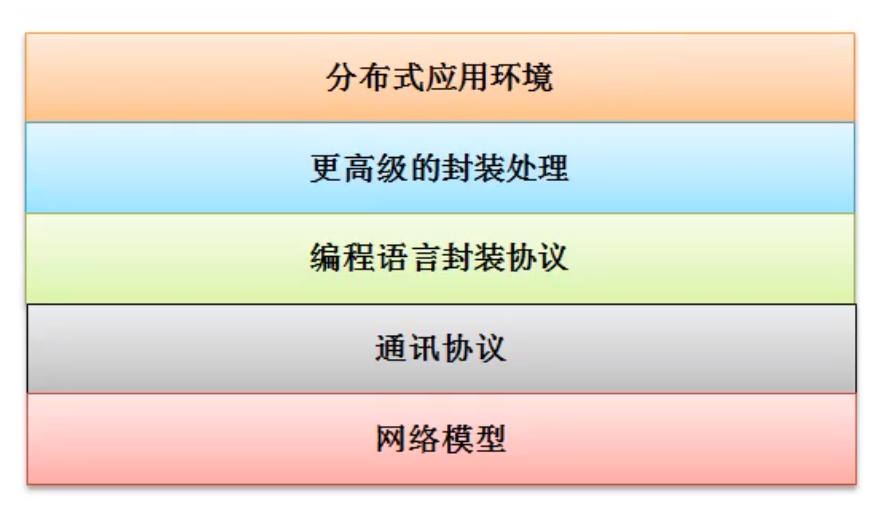 分布式应用环境
更高级的封装处理
编程语言封装协议
通讯协议
网络模型